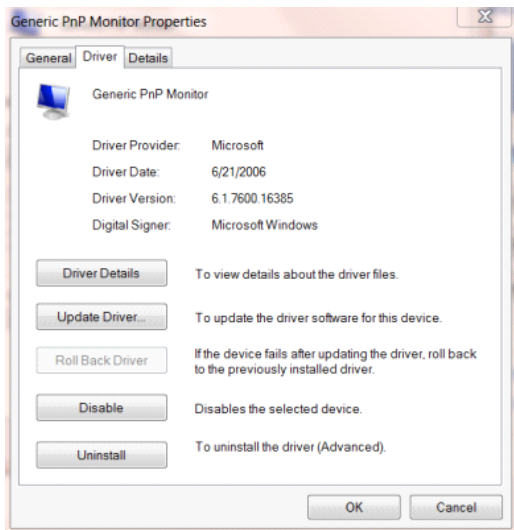 Generic PnP Monitor Properties
General Driver Details
Generic PnP Monitor
Driver Provider: Microsoft
Driver Date: 6/21/2006
Driver Version: 6.1.7600.16385
Digital Signer: Microsoft Windows
Driver Details To view details about the driver files.
Update Driver... To update the driver software for this device.
Roll Back Driver If the device fails after updating the driver, roll back
to the previously installed driver.
Disable Disables the selected device.
Uninstall To uninstall the driver (Advanced).
OK Cancel